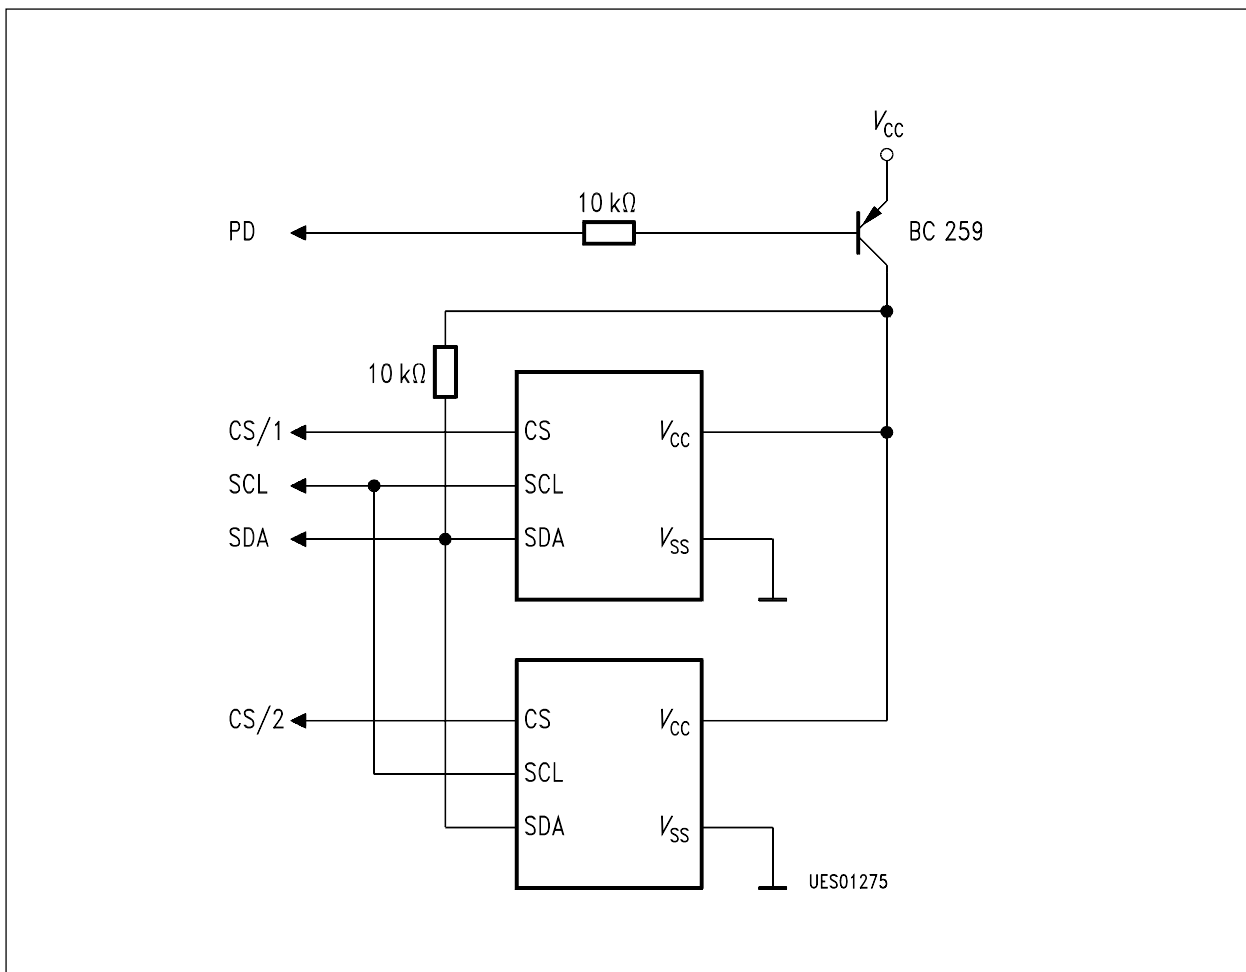 V_CC
10 kΩ
PD
BC 259
10 kΩ
CS/1
CS
V_CC
SCL
SCL
SDA
SDA
V_SS
CS/2
CS
V_CC
SCL
SDA
V_SS
UES01275